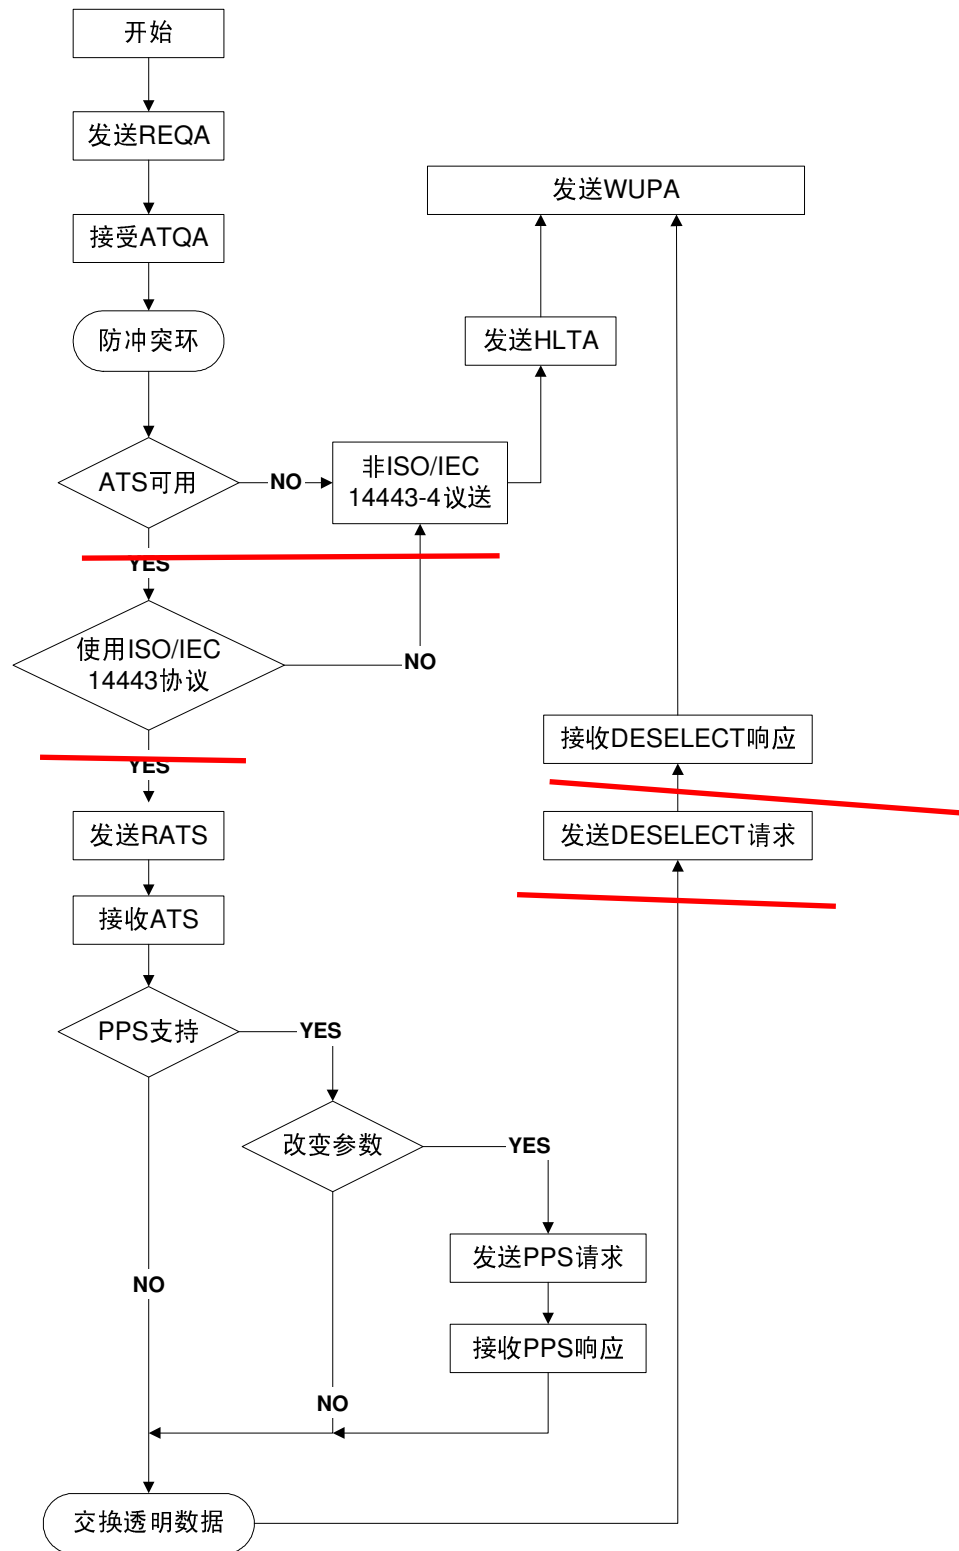 开始
发送REQA
接受ATQA
发送WUPA
防冲突环
发送HLTA
ATS可用
NO
非ISO/IEC
14443-4议送
YES
使用ISO/IEC
14443协议
NO
YES
接收DESELECT响应
发送RATS
发送DESELECT请求
接收ATS
PPS支持
YES
改变参数
YES
发送PPS请求
NO
接收PPS响应
NO
交换透明数据